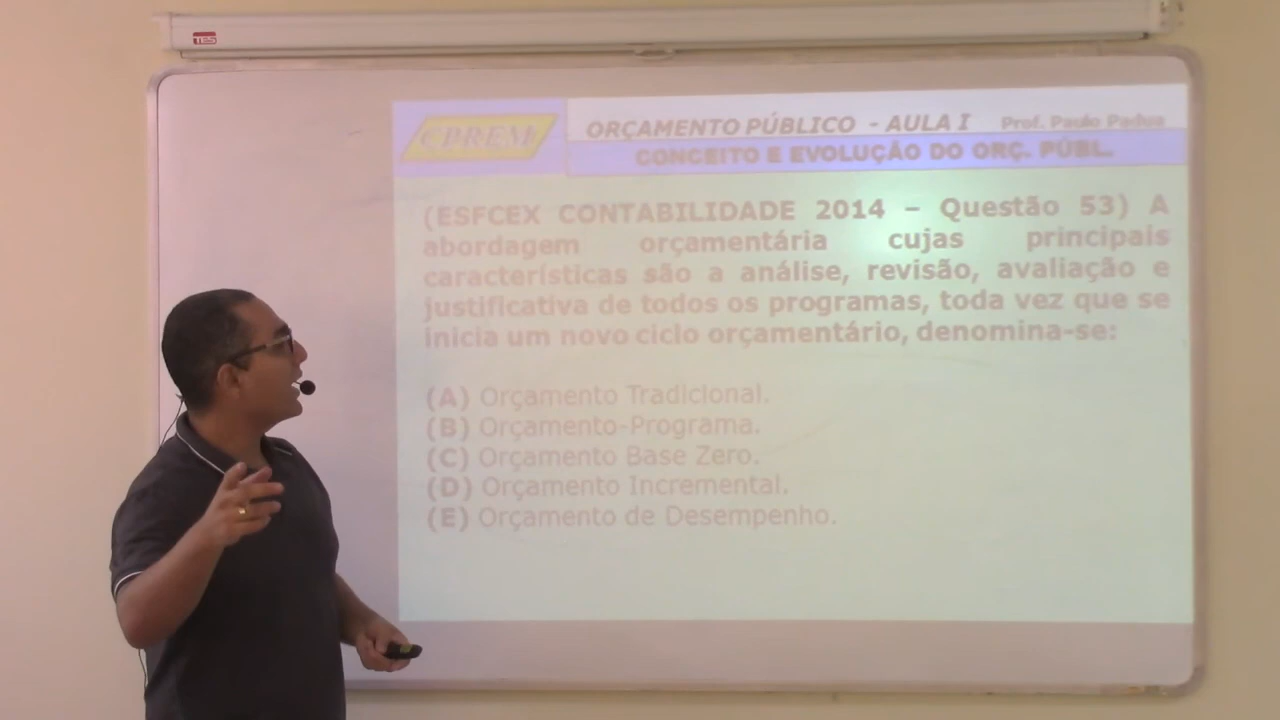 TES
CPREM
ORÇAMENTO PÚBLICO - AULA I Prof. Paulo Padua
CONCEITO E EVOLUÇÃO DO ORÇ. PÚBL.
(ESFCEX CONTABILIDADE 2014 – Questão 53) A
abordagem orçamentária cujas principais
características são a análise, revisão, avaliação e
justificativa de todos os programas, toda vez que se
inicia um novo ciclo orçamentário, denomina-se:
(A) Orçamento Tradicional.
(B) Orçamento-Programa.
(C) Orçamento Base Zero.
(D) Orçamento Incremental.
(E) Orçamento de Desempenho.